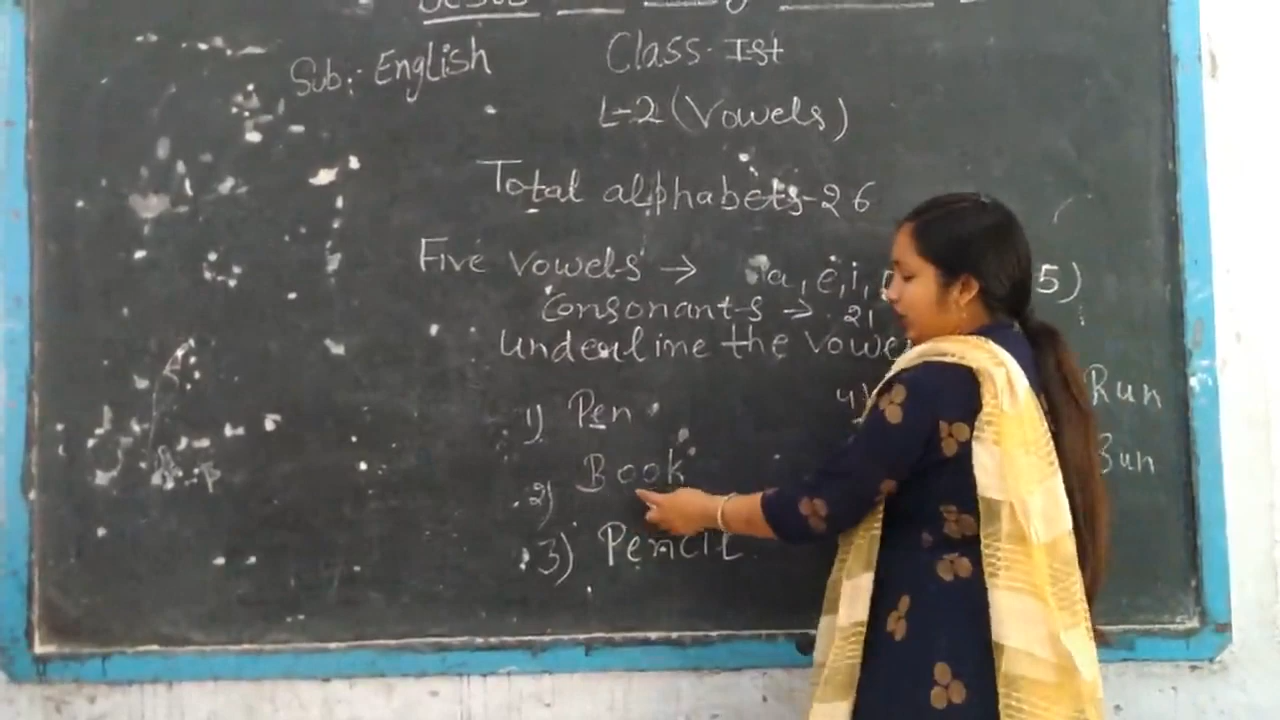 Sub:- English Class- Ist
L-2 (Vowels)
Total alphabets-26
Five vowels → a, e, i, 5)
Consonants → 21
Underline the
1) Pen 4) Run
2) Book Bun
3) Pencil